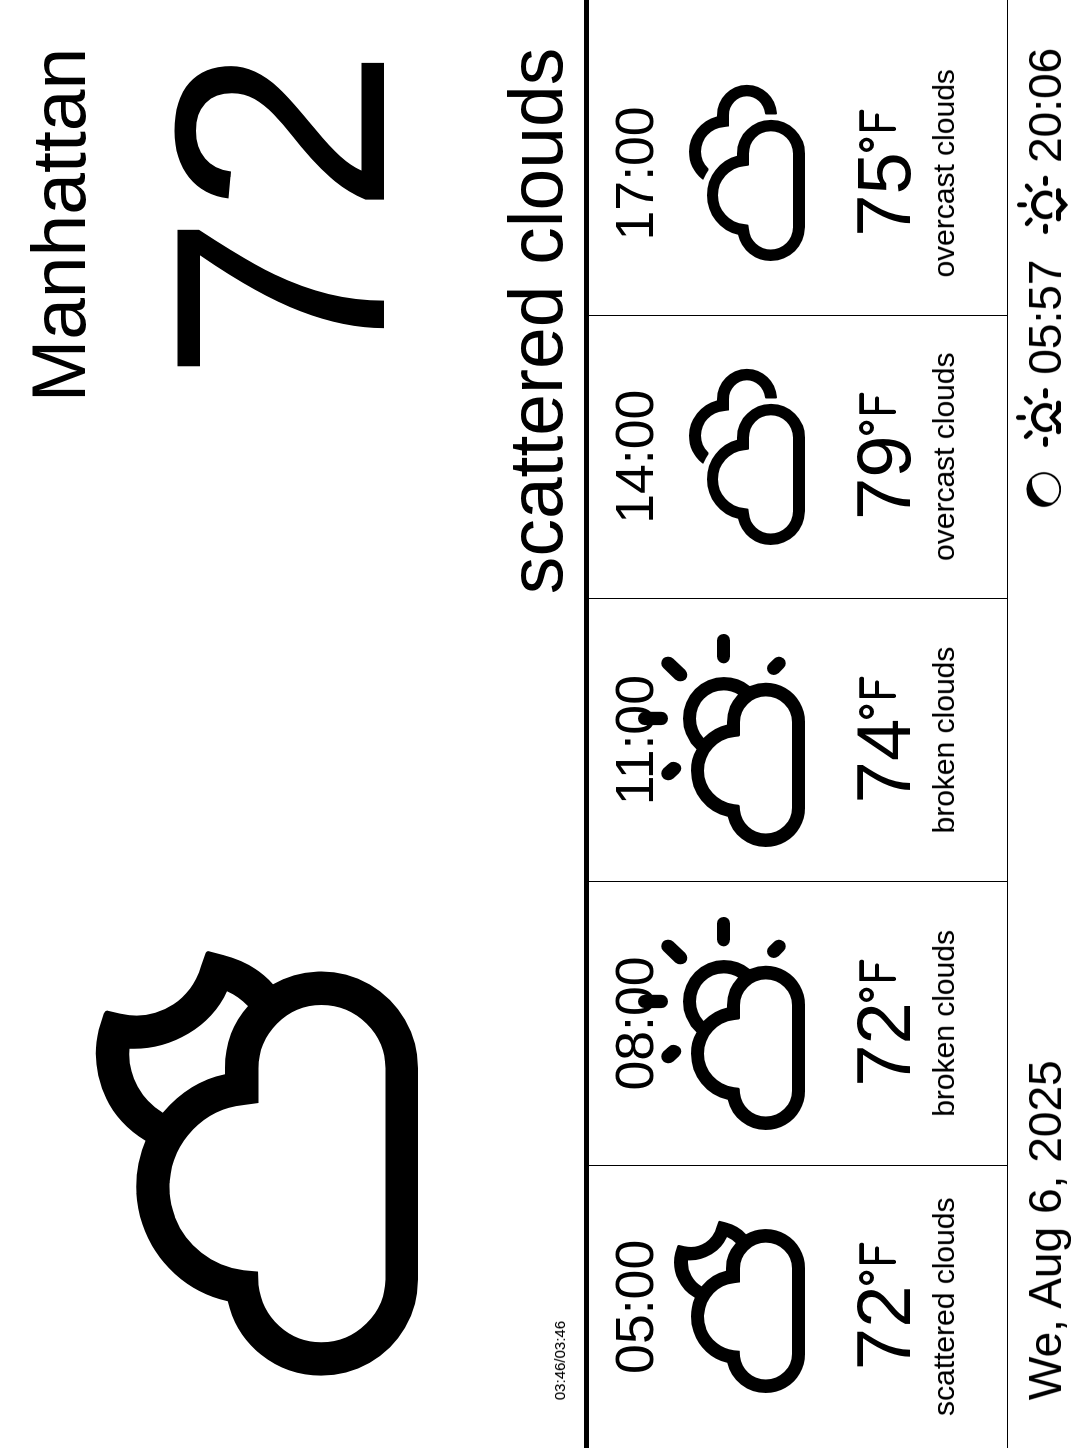 Manhattan
72
scattered clouds
03:46/03:46
05:00 08:00 11:00 14:00 17:00
72°F 72°F 74°F 79°F 75°F
scattered clouds broken clouds broken clouds overcast clouds overcast clouds
We, Aug 6, 2025 05:57 20:06